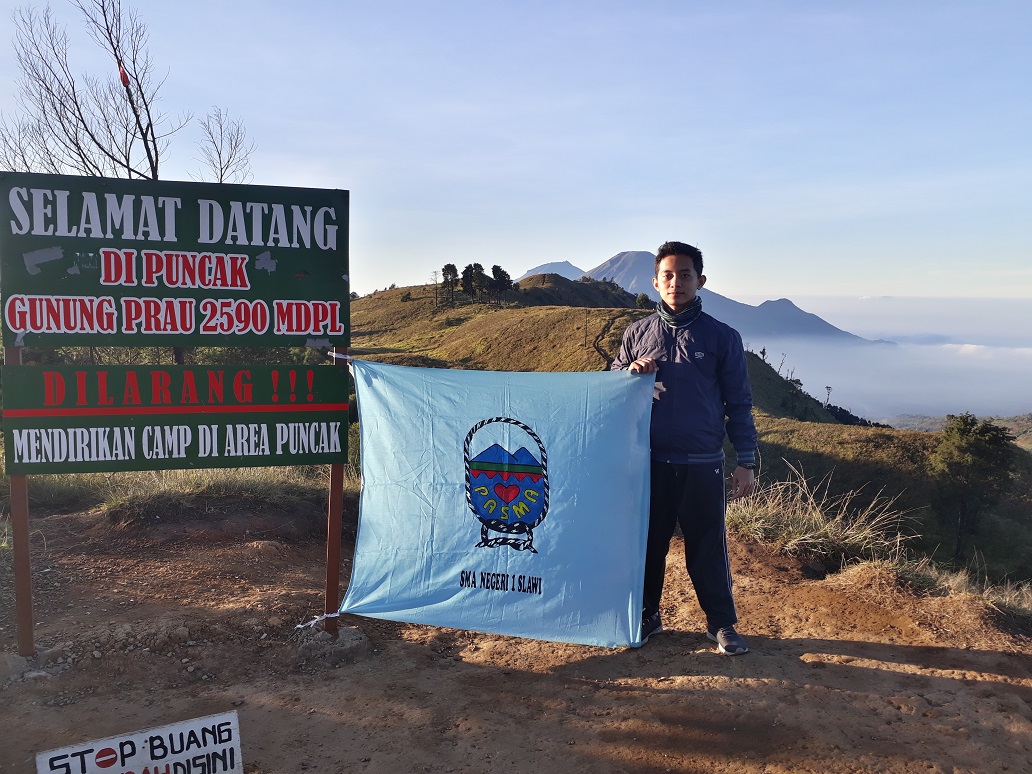 SELAMAT DATANG
DI PUNCAK
GUNUNG PRAU 2590 MDPL
DILARANG !!!
MENDIRIKAN CAMP DI AREA PUNCAK
PASMA
SMA NEGERI 1 SLAWI
STOP BUANG
DISINI